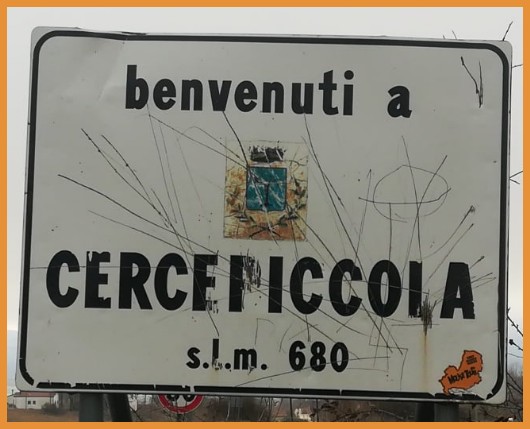 benvenuti a
CERCEPICCOLA
s.l.m. 680